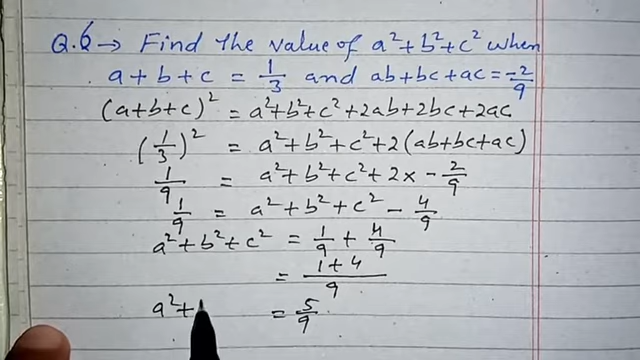 Q.6→ Find the value of a²+b²+c² when
a+b+c = 1/3 and ab+bc+ac = -2/9
(a+b+c)² = a²+b²+c²+2ab+2bc+2ac
(1/3)² = a²+b²+c²+2(ab+bc+ac)
1/9 = a²+b²+c²+2x-2/9
1/9 = a²+b²+c²-4/9
a²+b²+c² = 1/9+4/9
= 1+4/9
a²+ = 5/9